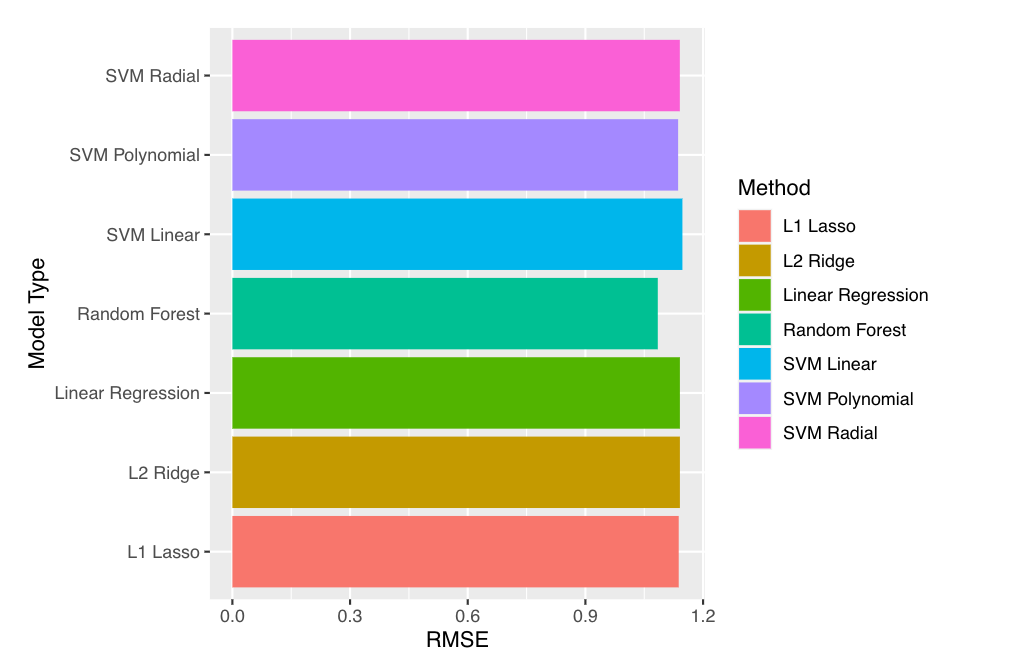 SVM Radial
SVM Polynomial
SVM Linear
Random Forest
Linear Regression
L2 Ridge
L1 Lasso
Model Type
0.0 0.3 0.6 0.9 1.2
RMSE
Method
L1 Lasso
L2 Ridge
Linear Regression
Random Forest
SVM Linear
SVM Polynomial
SVM Radial